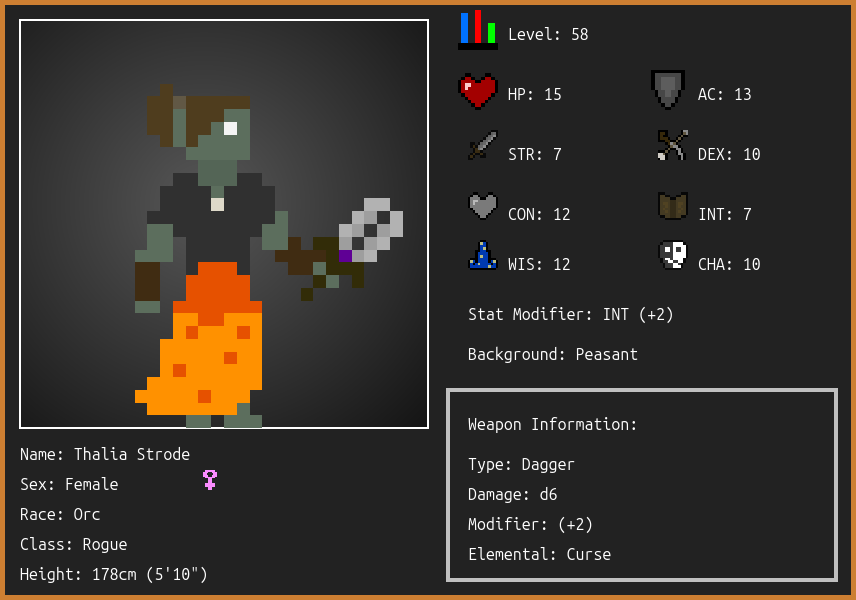 Level: 58
HP: 15
AC: 13
STR: 7
DEX: 10
CON: 12
INT: 7
WIS: 12
CHA: 10
Stat Modifier: INT (+2)
Background: Peasant
Weapon Information:
Type: Dagger
Damage: d6
Modifier: (+2)
Elemental: Curse
Name: Thalia Strode
Sex: Female
Race: Orc
Class: Rogue
Height: 178cm (5'10")